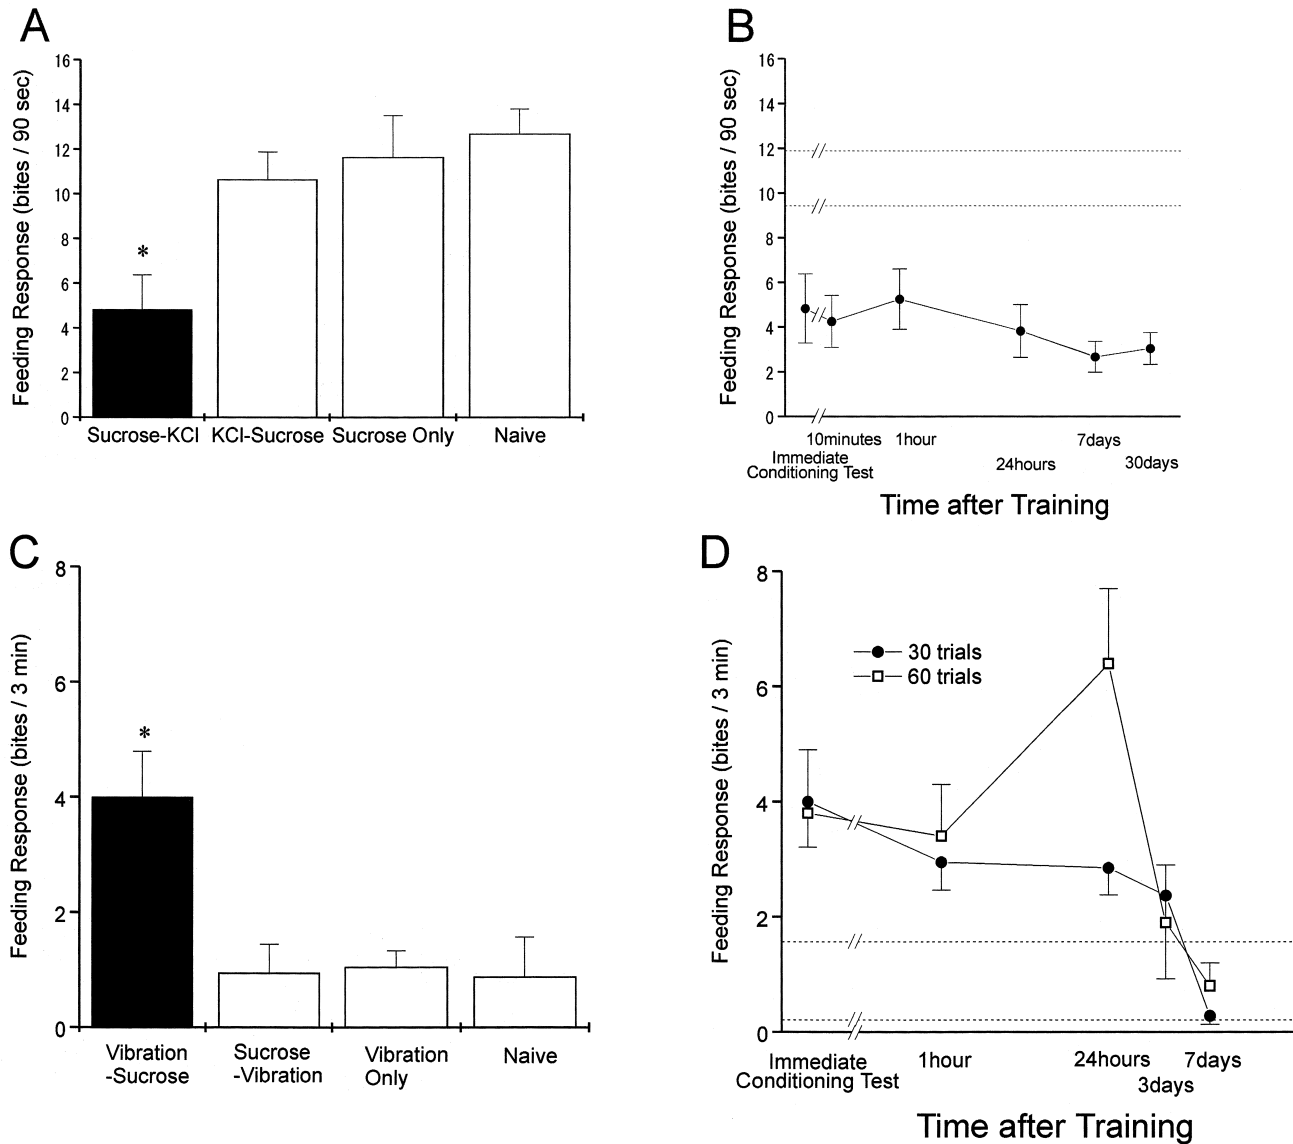 A
Feeding Response (bites / 90 sec)
16
14
12
10
8
6
4
2
0
*
Sucrose-KCl KCl-Sucrose Sucrose Only Naive
B
Feeding Response (bites / 90 sec)
16
14
12
10
8
6
4
2
0
10minutes 1hour 7days
Immediate
Conditioning Test
24hours 30days
Time after Training
C
Feeding Response (bites / 3 min)
8
6
4
2
0
*
Vibration
-Sucrose
Sucrose
-Vibration
Vibration
Only
Naive
D
Feeding Response (bites / 3 min)
8
6
4
2
0
30 trials
60 trials
Immediate
Conditioning Test
1hour
24hours
3days
7days
Time after Training